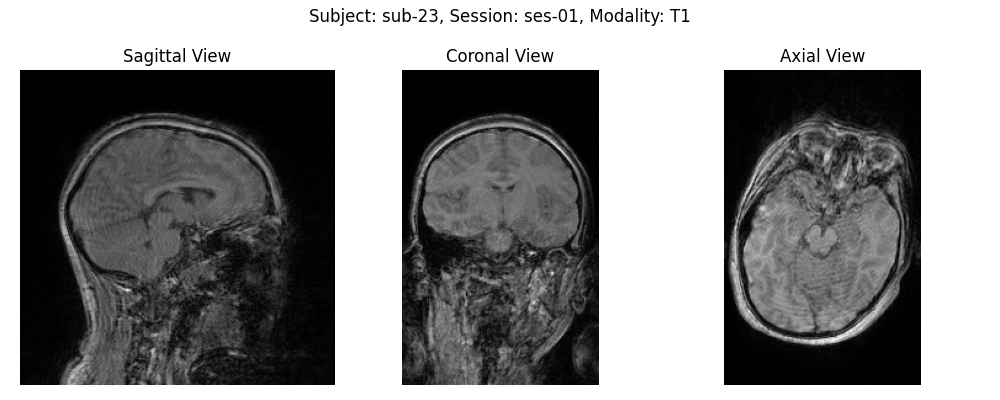 Subject: sub-23, Session: ses-01, Modality: T1
Sagittal View
Coronal View
Axial View